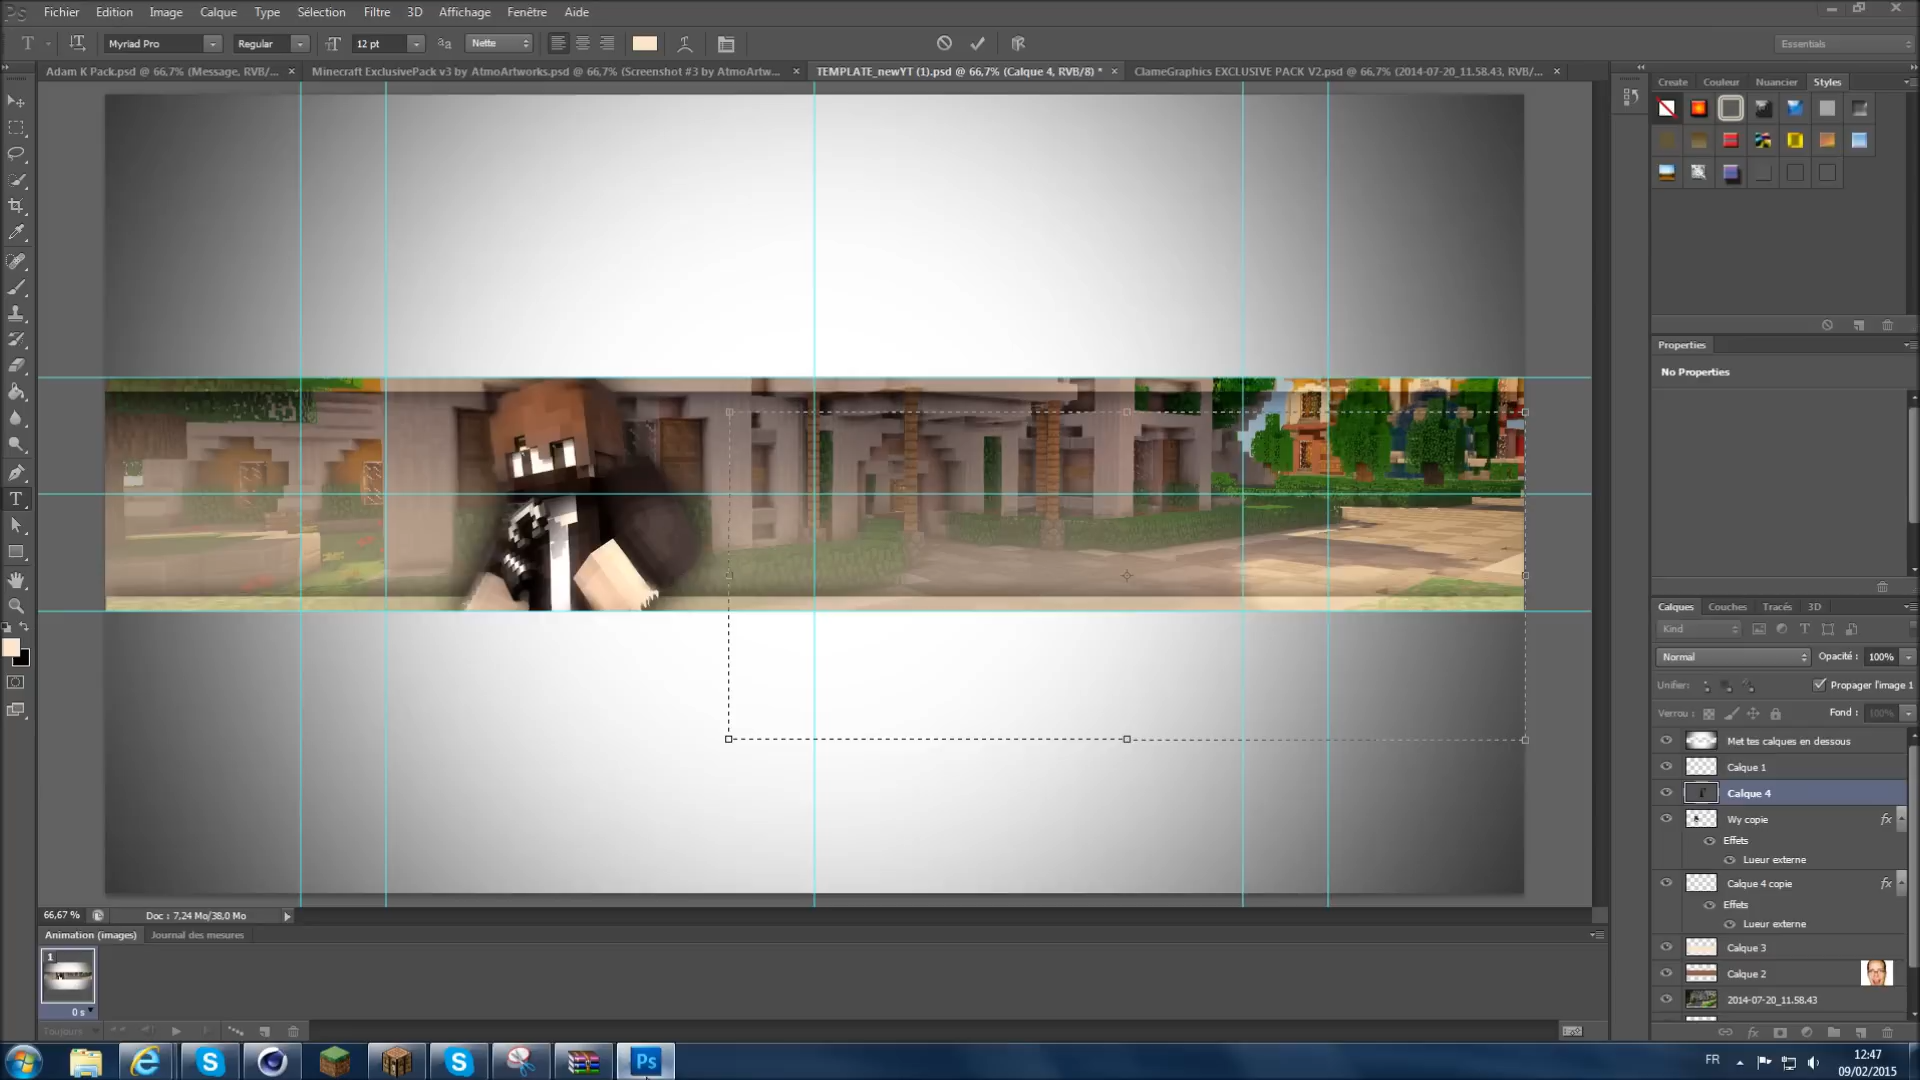 Ps Fichier Edition Image Calque Type Sélection Filtre 3D Affichage Fenêtre Aide
T Myriad Pro Regular 12 pt Nette Essentials
Adam K Pack.psd @ 66,7% (Message, RVB/... Minecraft ExclusivePack v3 by AtmoArtworks.psd @ 66,7% (Screenshot #3 by AtmoArtw... TEMPLATE_newYT (1).psd @ 66,7% (Calque 4, RVB/8) * ClameGraphics EXCLUSIVE PACK V2.psd @ 66,7% (2014-07-20_11.58.43, RVB/...
Create Couleur Nuancier Styles
Properties
No Properties
Calques Couches Tracés 3D
Kind
Normal Opacité : 100%
Unifier: Propager l'image 1
Verrou : Fond : 100%
Met tes calques en dessous
Calque 1
Calque 4
Wy copie fx
Effets
Lueur externe
Calque 4 copie fx
Effets
Lueur externe
Calque 3
Calque 2
2014-07-20_11.58.43
66,67 % Doc : 7,24 Mo/38,0 Mo
Animation (images) Journal des mesures
1
0 s
Toujours
Ps
FR
12:47
09/02/2015